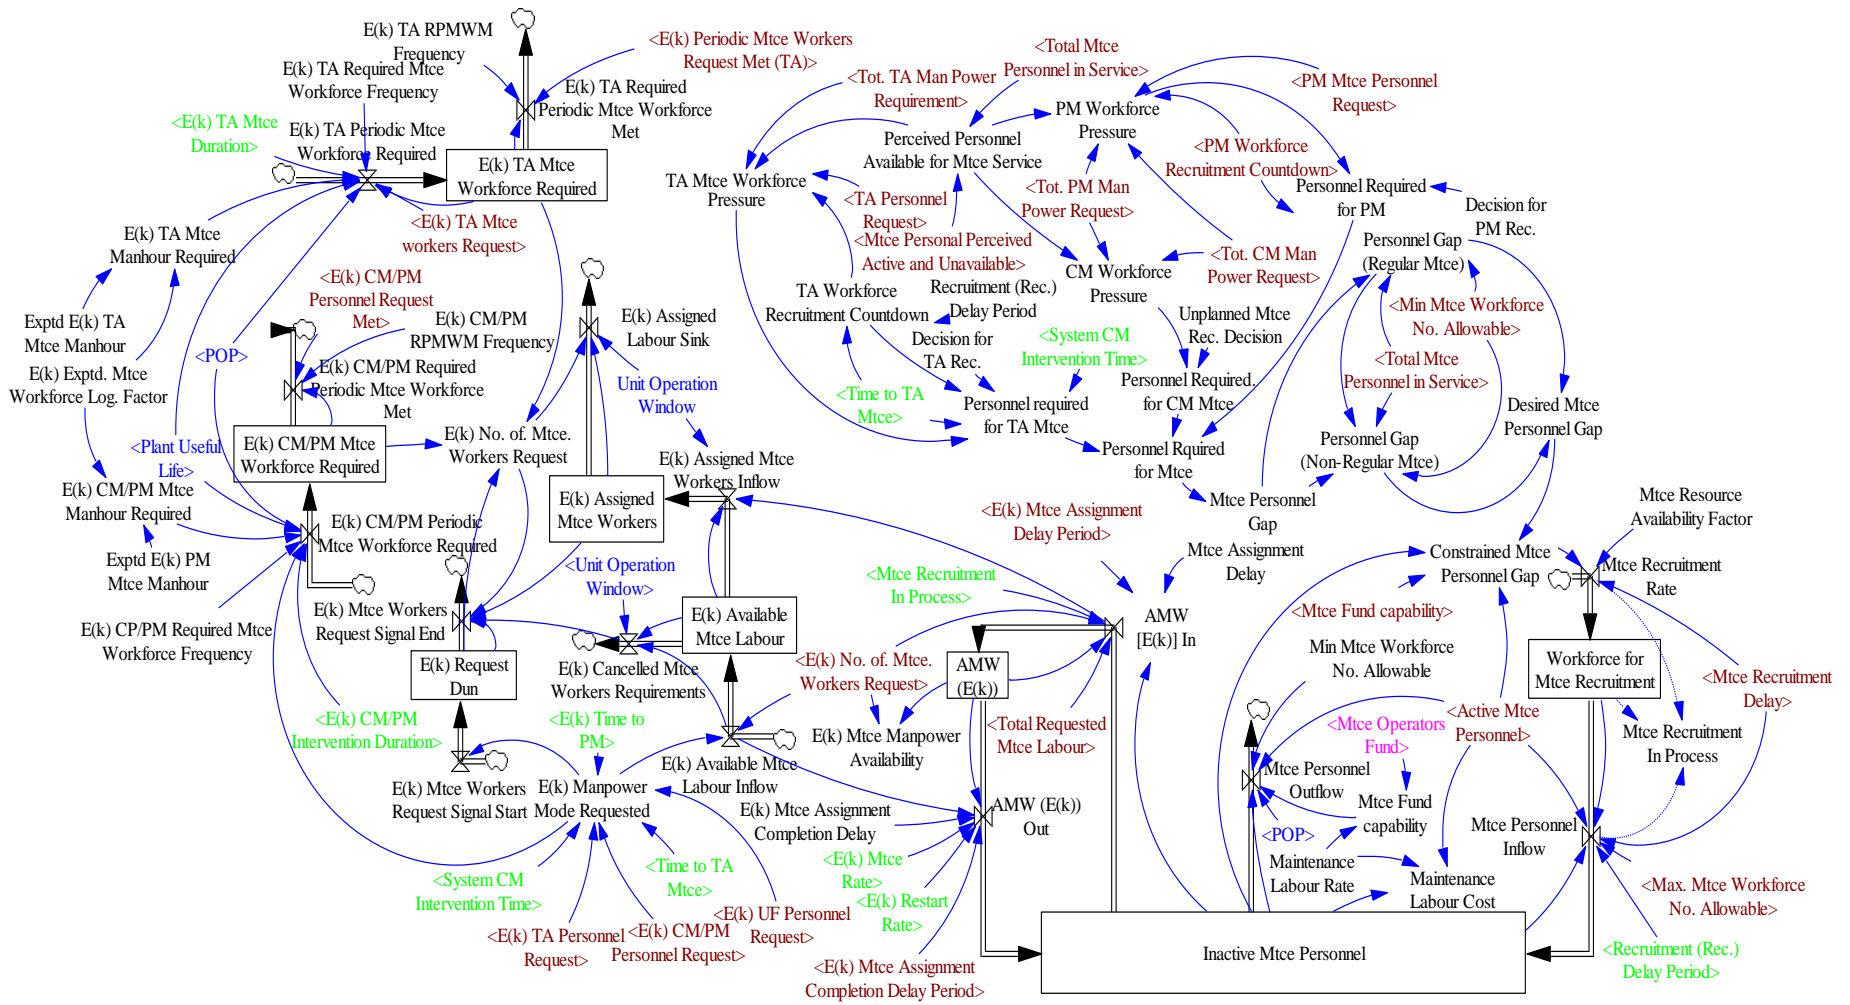 E(k) TA RPMWM
Frequency
E(k) TA Required Mtce
Workforce Frequency
<E(k) TA Mtce
Duration>
E(k) TA Periodic Mtce
Workforce Required
E(k) TA Required
Periodic Mtce Workforce
Met
<E(k) Periodic Mtce Workers
Request Met (TA)>
E(k) TA Mtce
Workforce Required
<E(k) TA Mtce
workers Request>
E(k) TA Mtce
Manhour Required
<E(k) CM/PM
Personnel Request
Met>
Exptd E(k) TA
Mtce Manhour
<POP>
E(k) CM/PM
RPMWM Frequency
E(k) Exptd. Mtce
Workforce Log. Factor
E(k) CM/PM Required
Periodic Mtce Workforce
Met
<Plant Useful
Life>
E(k) CM/PM Mtce
Workforce Required
E(k) No. of. Mtce.
Workers Request
E(k) CM/PM Mtce
Manhour Required
E(k) CM/PM Periodic
Mtce Workforce Required
Exptd E(k) PM
Mtce Manhour
E(k) CP/PM Required Mtce
Workforce Frequency
E(k) Mtce Workers
Request Signal End
E(k) Request
Dun
<E(k) CM/PM
Intervention Duration>
E(k) Mtce Workers
Request Signal Start
E(k) Assigned
Labour Sink
Unit Operation
Window
E(k) Assigned Mtce
Workers Inflow
E(k) Assigned
Mtce Workers
<Unit Operation
Window>
E(k) Available
Mtce Labour
E(k) Cancelled Mtce
Workers Requirements
<E(k) Time to
PM>
E(k) Available Mtce
Labour Inflow
E(k) Manpower
Mode Requested
<System CM
Intervention Time>
<Time to TA
Mtce>
<E(k) TA Personnel
Request>
<E(k) CM/PM
Personnel Request>
<E(k) UF Personnel
Request>
<Tot. TA Man Power
Requirement>
<Total Mtce
Personnel in Service>
Perceived Personnel
Available for Mtce Service
PM Workforce
Pressure
<PM Mtce Personnel
Request>
<PM Workforce
Recruitment Countdown>
TA Mtce Workforce
Pressure
<TA Personnel
Request>
<Tot. PM Man
Power Request>
Personnel Required
for PM
Decision for
PM Rec.
<Mtce Personal Perceived
Active and Unavailable>
CM Workforce
Pressure
<Tot. CM Man
Power Request>
Personnel Gap
(Regular Mtce)
TA Workforce
Recruitment Countdown
Recruitment (Rec.)
Delay Period
Decision for
TA Rec.
<System CM
Intervention Time>
Unplanned Mtce
Rec. Decision
<Min Mtce Workforce
No. Allowable>
<Total Mtce
Personnel in Service>
<Time to TA
Mtce>
Personnel required
for TA Mtce
Personnel Required.
for CM Mtce
Personnel Rquired
for Mtce
Personnel Gap
(Non-Regular Mtce)
Desired Mtce
Personnel Gap
Mtce Personnel
Gap
<E(k) Mtce Assignment
Delay Period>
Mtce Assignment
Delay
<Mtce Recruitment
In Process>
AMW
[E(k)] In
Constrained Mtce
Personnel Gap
Mtce Resource
Availability Factor
Mtce Recruitment
Rate
<Mtce Fund capability>
Min Mtce Workforce
No. Allowable
Workforce for
Mtce Recruitment
<Mtce Recruitment
Delay>
<E(k) No. of. Mtce.
Workers Request>
AMW
(E(k))
<Total Requested
Mtce Labour>
E(k) Mtce Manpower
Availability
<Mtce Operators
Fund>
<Active Mtce
Personnel>
Mtce Recruitment
In Process
Mtce Personnel
Outflow
Mtce Fund
capability
<POP>
Mtce Personnel
Inflow
E(k) Mtce Assignment
Completion Delay
AMW (E(k))
Out
<E(k) Mtce
Rate>
<E(k) Restart
Rate>
Maintenance
Labour Rate
Maintenance
Labour Cost
<Max. Mtce Workforce
No. Allowable>
<E(k) Mtce Assignment
Completion Delay Period>
Inactive Mtce Personnel
<Recruitment (Rec.)
Delay Period>